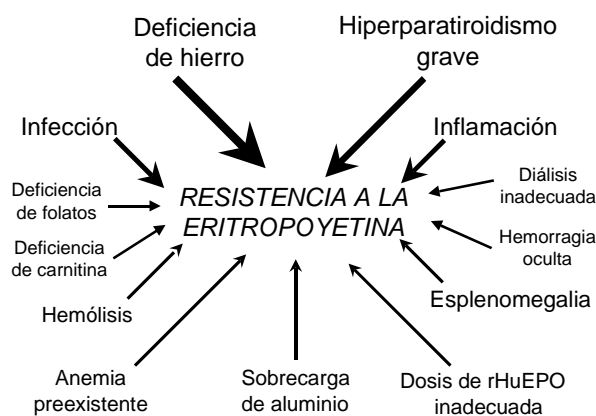 Deficiencia
de hierro
Hiperparatiroidismo
grave
Infección
Inflamación
Deficiencia
de folatos
RESISTENCIA A LA
ERITROPOYETINA
Diálisis
inadecuada
Deficiencia
de carnitina
Hemorragia
oculta
Hemólisis
Esplenomegalia
Anemia
preexistente
Sobrecarga
de aluminio
Dosis de rHuEPO
inadecuada